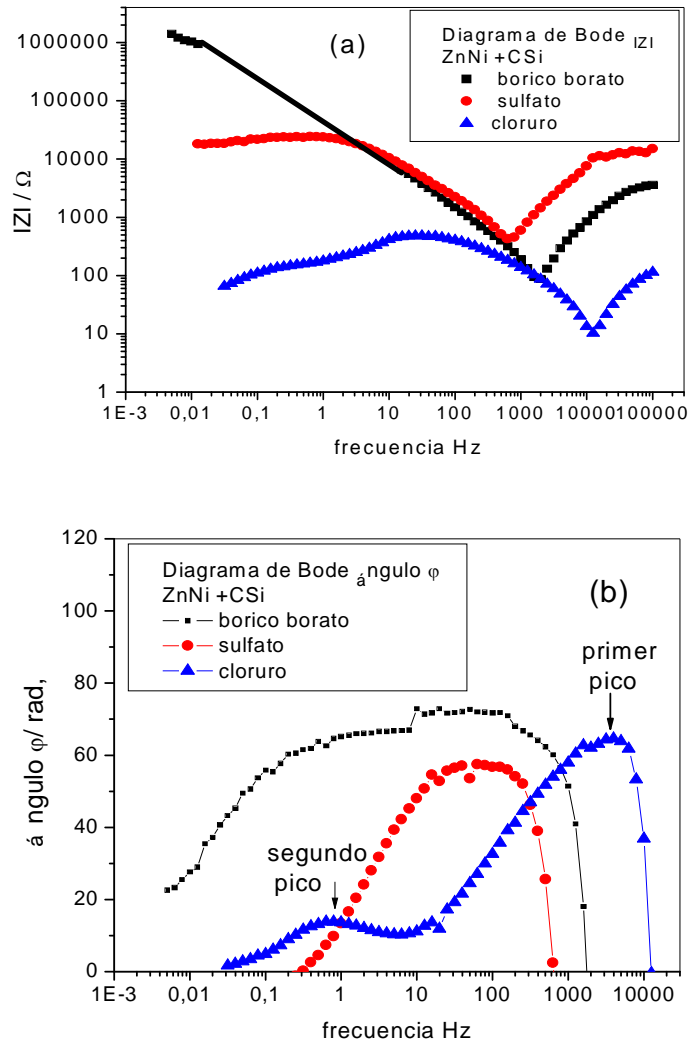 (a)
Diagrama de Bode IZI
ZnNi +CSi
borico borato
sulfato
cloruro
1000000
100000
10000
1000
100
10
1
IZI / Ω
1E-3 0,01 0,1 1 10 100 1000 10000 100000
frecuencia Hz
120
100
80
60
40
20
0
á ngulo φ/ rad,
Diagrama de Bode ángulo φ
ZnNi +CSi
borico borato
sulfato
cloruro
(b)
primer
pico
segundo
pico
1E-3 0,01 0,1 1 10 100 1000 10000
frecuencia Hz